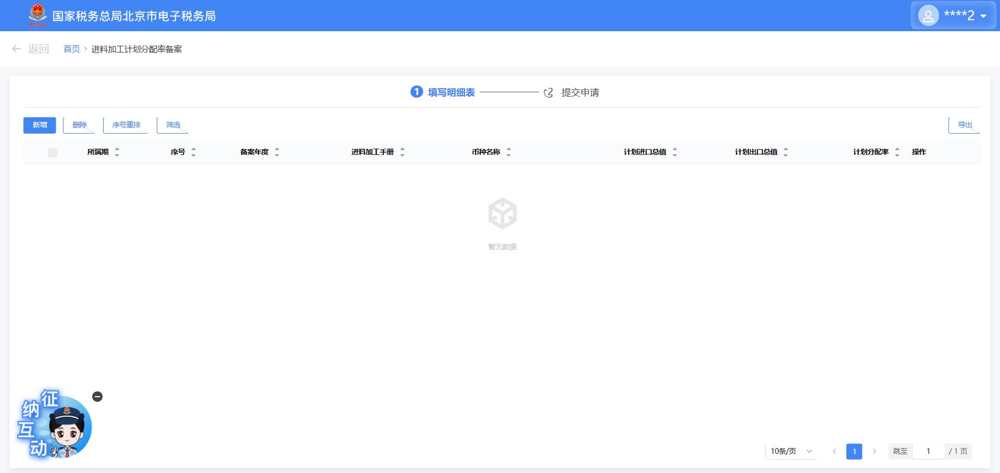 国家税务总局北京市电子税务局
****2
返回 首页 › 进料加工计划分配率备案
1 填写明细表 2 提交申请
新增 删除 序号重排 筛选 导出
所属期 序号 备案年度 进料加工手册 币种名称 计划进口总值 计划出口总值 计划分配率 操作
暂无数据
征
纳
互
动
10条/页 1 跳至 1 / 1 页